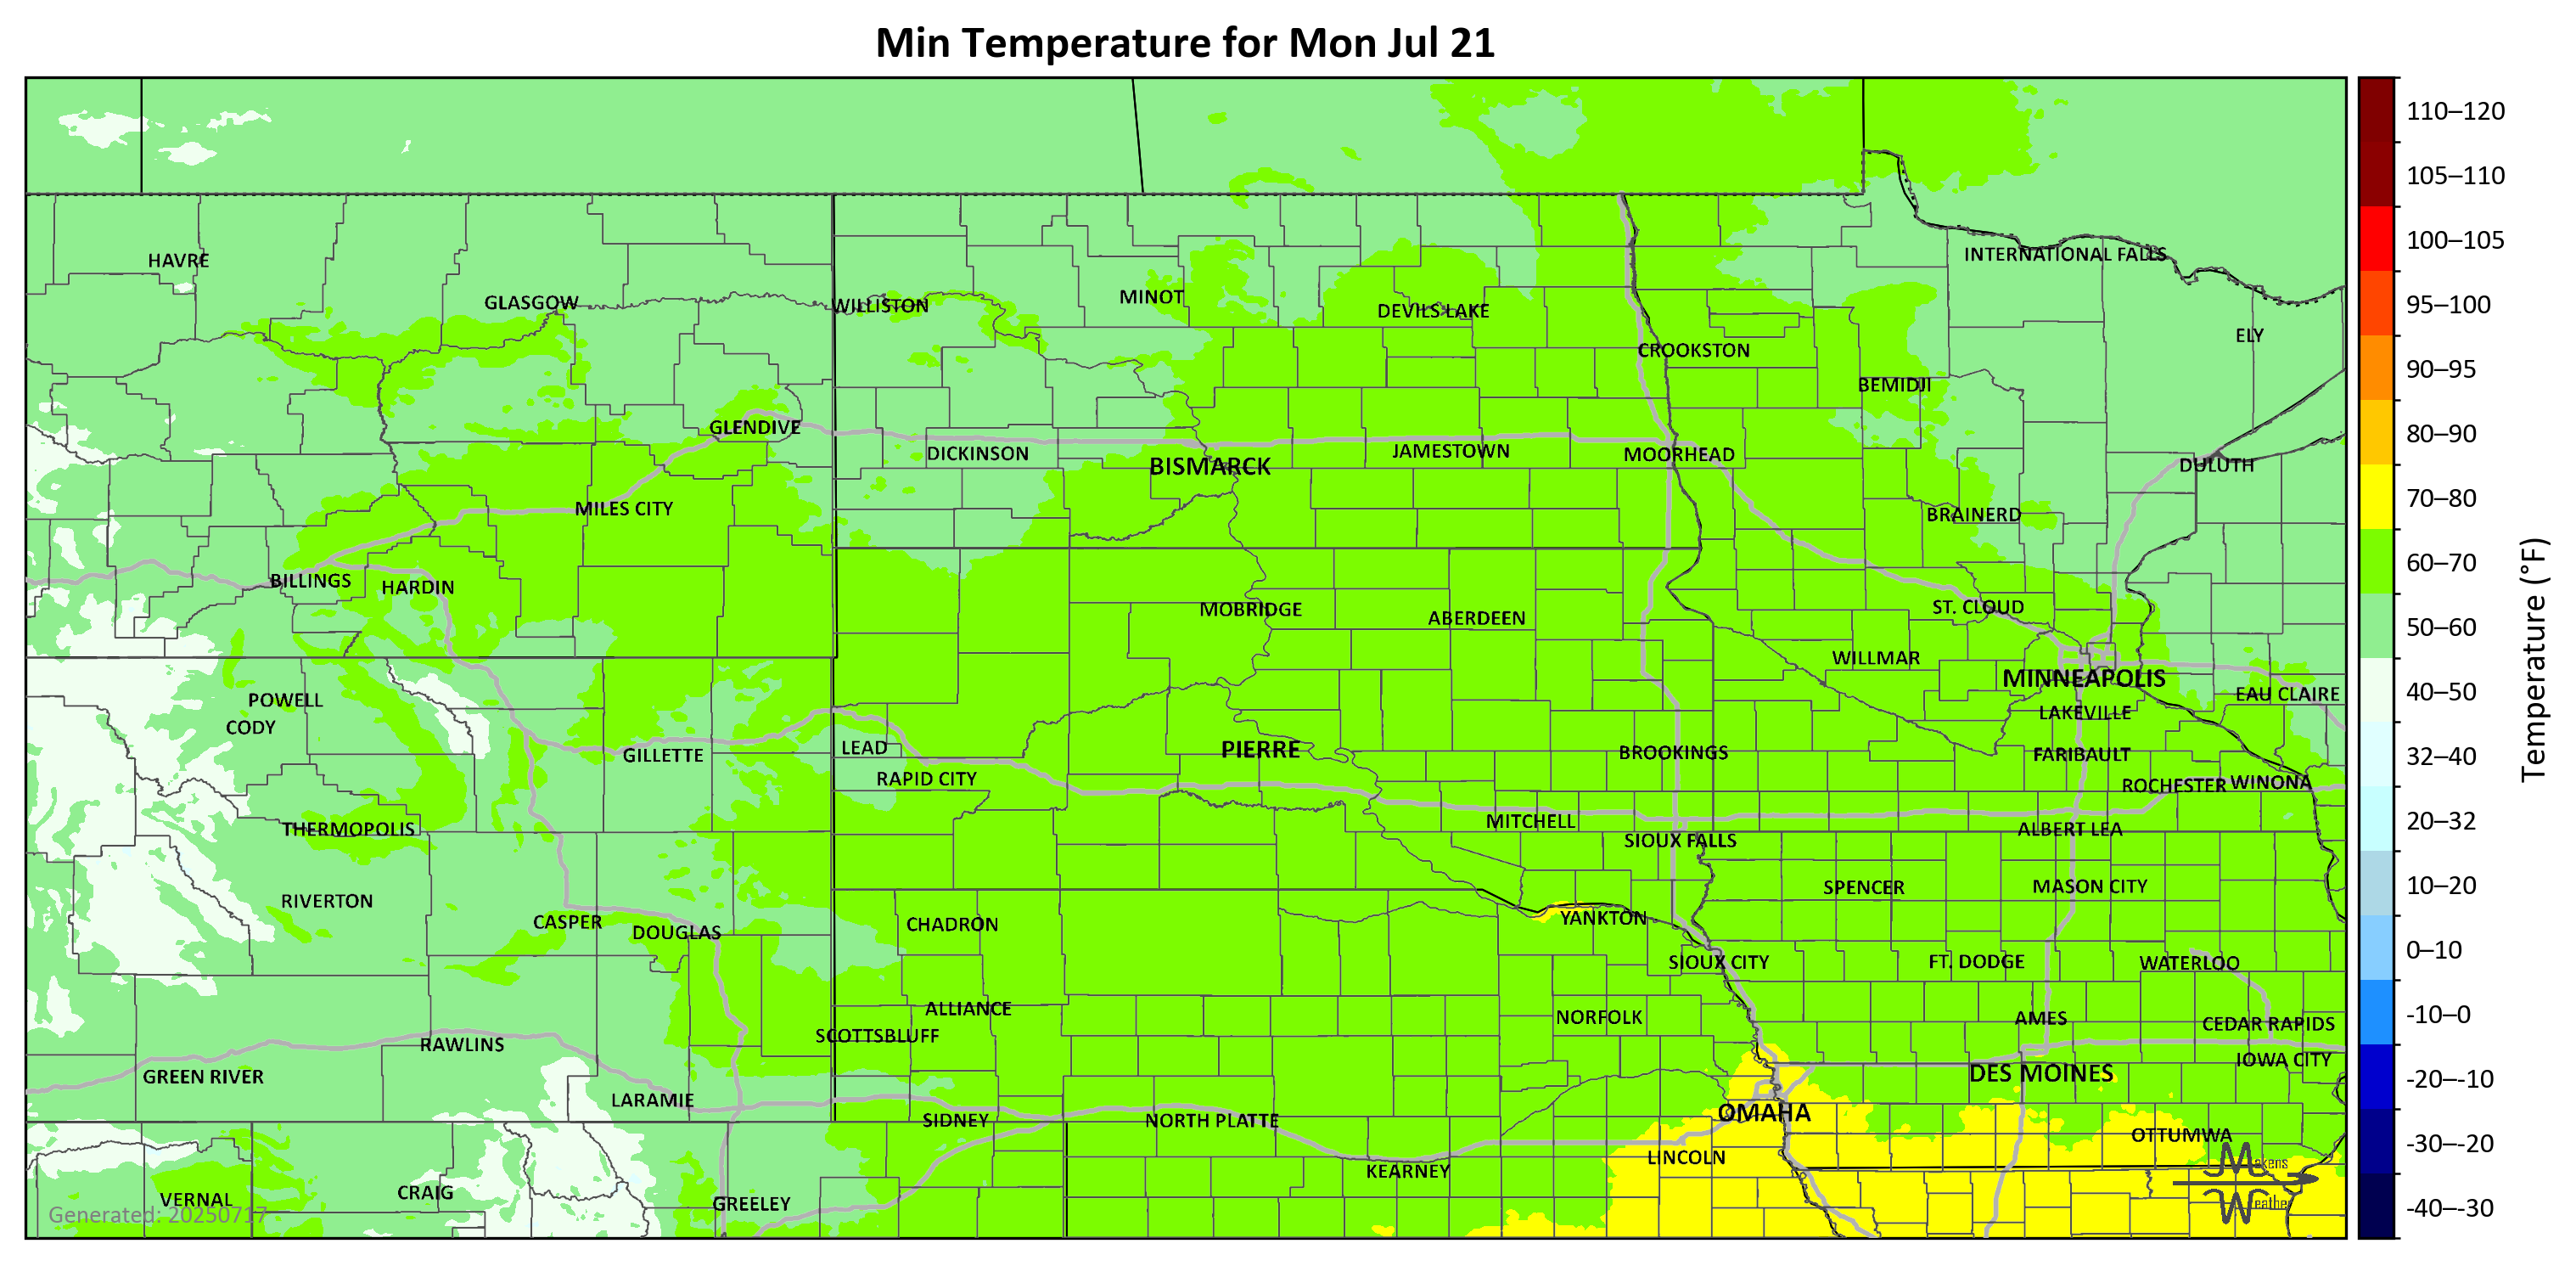 Min Temperature for Mon Jul 21
HAVRE
GLASGOW
WILLISTON
MINOT
DEVILS LAKE
INTERNATIONAL FALLS
ELY
CROOKSTON
BEMIDJI
GLENDIVE
DICKINSON
BISMARCK
JAMESTOWN
MOORHEAD
DULUTH
MILES CITY
BRAINERD
BILLINGS
HARDIN
MOBRIDGE
ABERDEEN
ST. CLOUD
WILLMAR
MINNEAPOLIS
EAU CLAIRE
POWELL
CODY
LAKEVILLE
GILLETTE
LEAD
PIERRE
BROOKINGS
FARIBAULT
RAPID CITY
ROCHESTER
WINONA
THERMOPOLIS
MITCHELL
SIOUX FALLS
ALBERT LEA
RIVERTON
SPENCER
MASON CITY
CASPER
DOUGLAS
CHADRON
YANKTON
SIOUX CITY
FT. DODGE
WATERLOO
ALLIANCE
NORFOLK
AMES
CEDAR RAPIDS
SCOTTSBLUFF
RAWLINS
IOWA CITY
GREEN RIVER
DES MOINES
LARAMIE
SIDNEY
NORTH PLATTE
OMAHA
OTTUMWA
KEARNEY
LINCOLN
VERNAL
CRAIG
GREELEY
Generated: 20250717
Makens
Weather
110–120
105–110
100–105
95–100
90–95
80–90
70–80
60–70
50–60
40–50
32–40
20–32
10–20
0–10
-10–0
-20–-10
-30–-20
-40–-30
Temperature (°F)